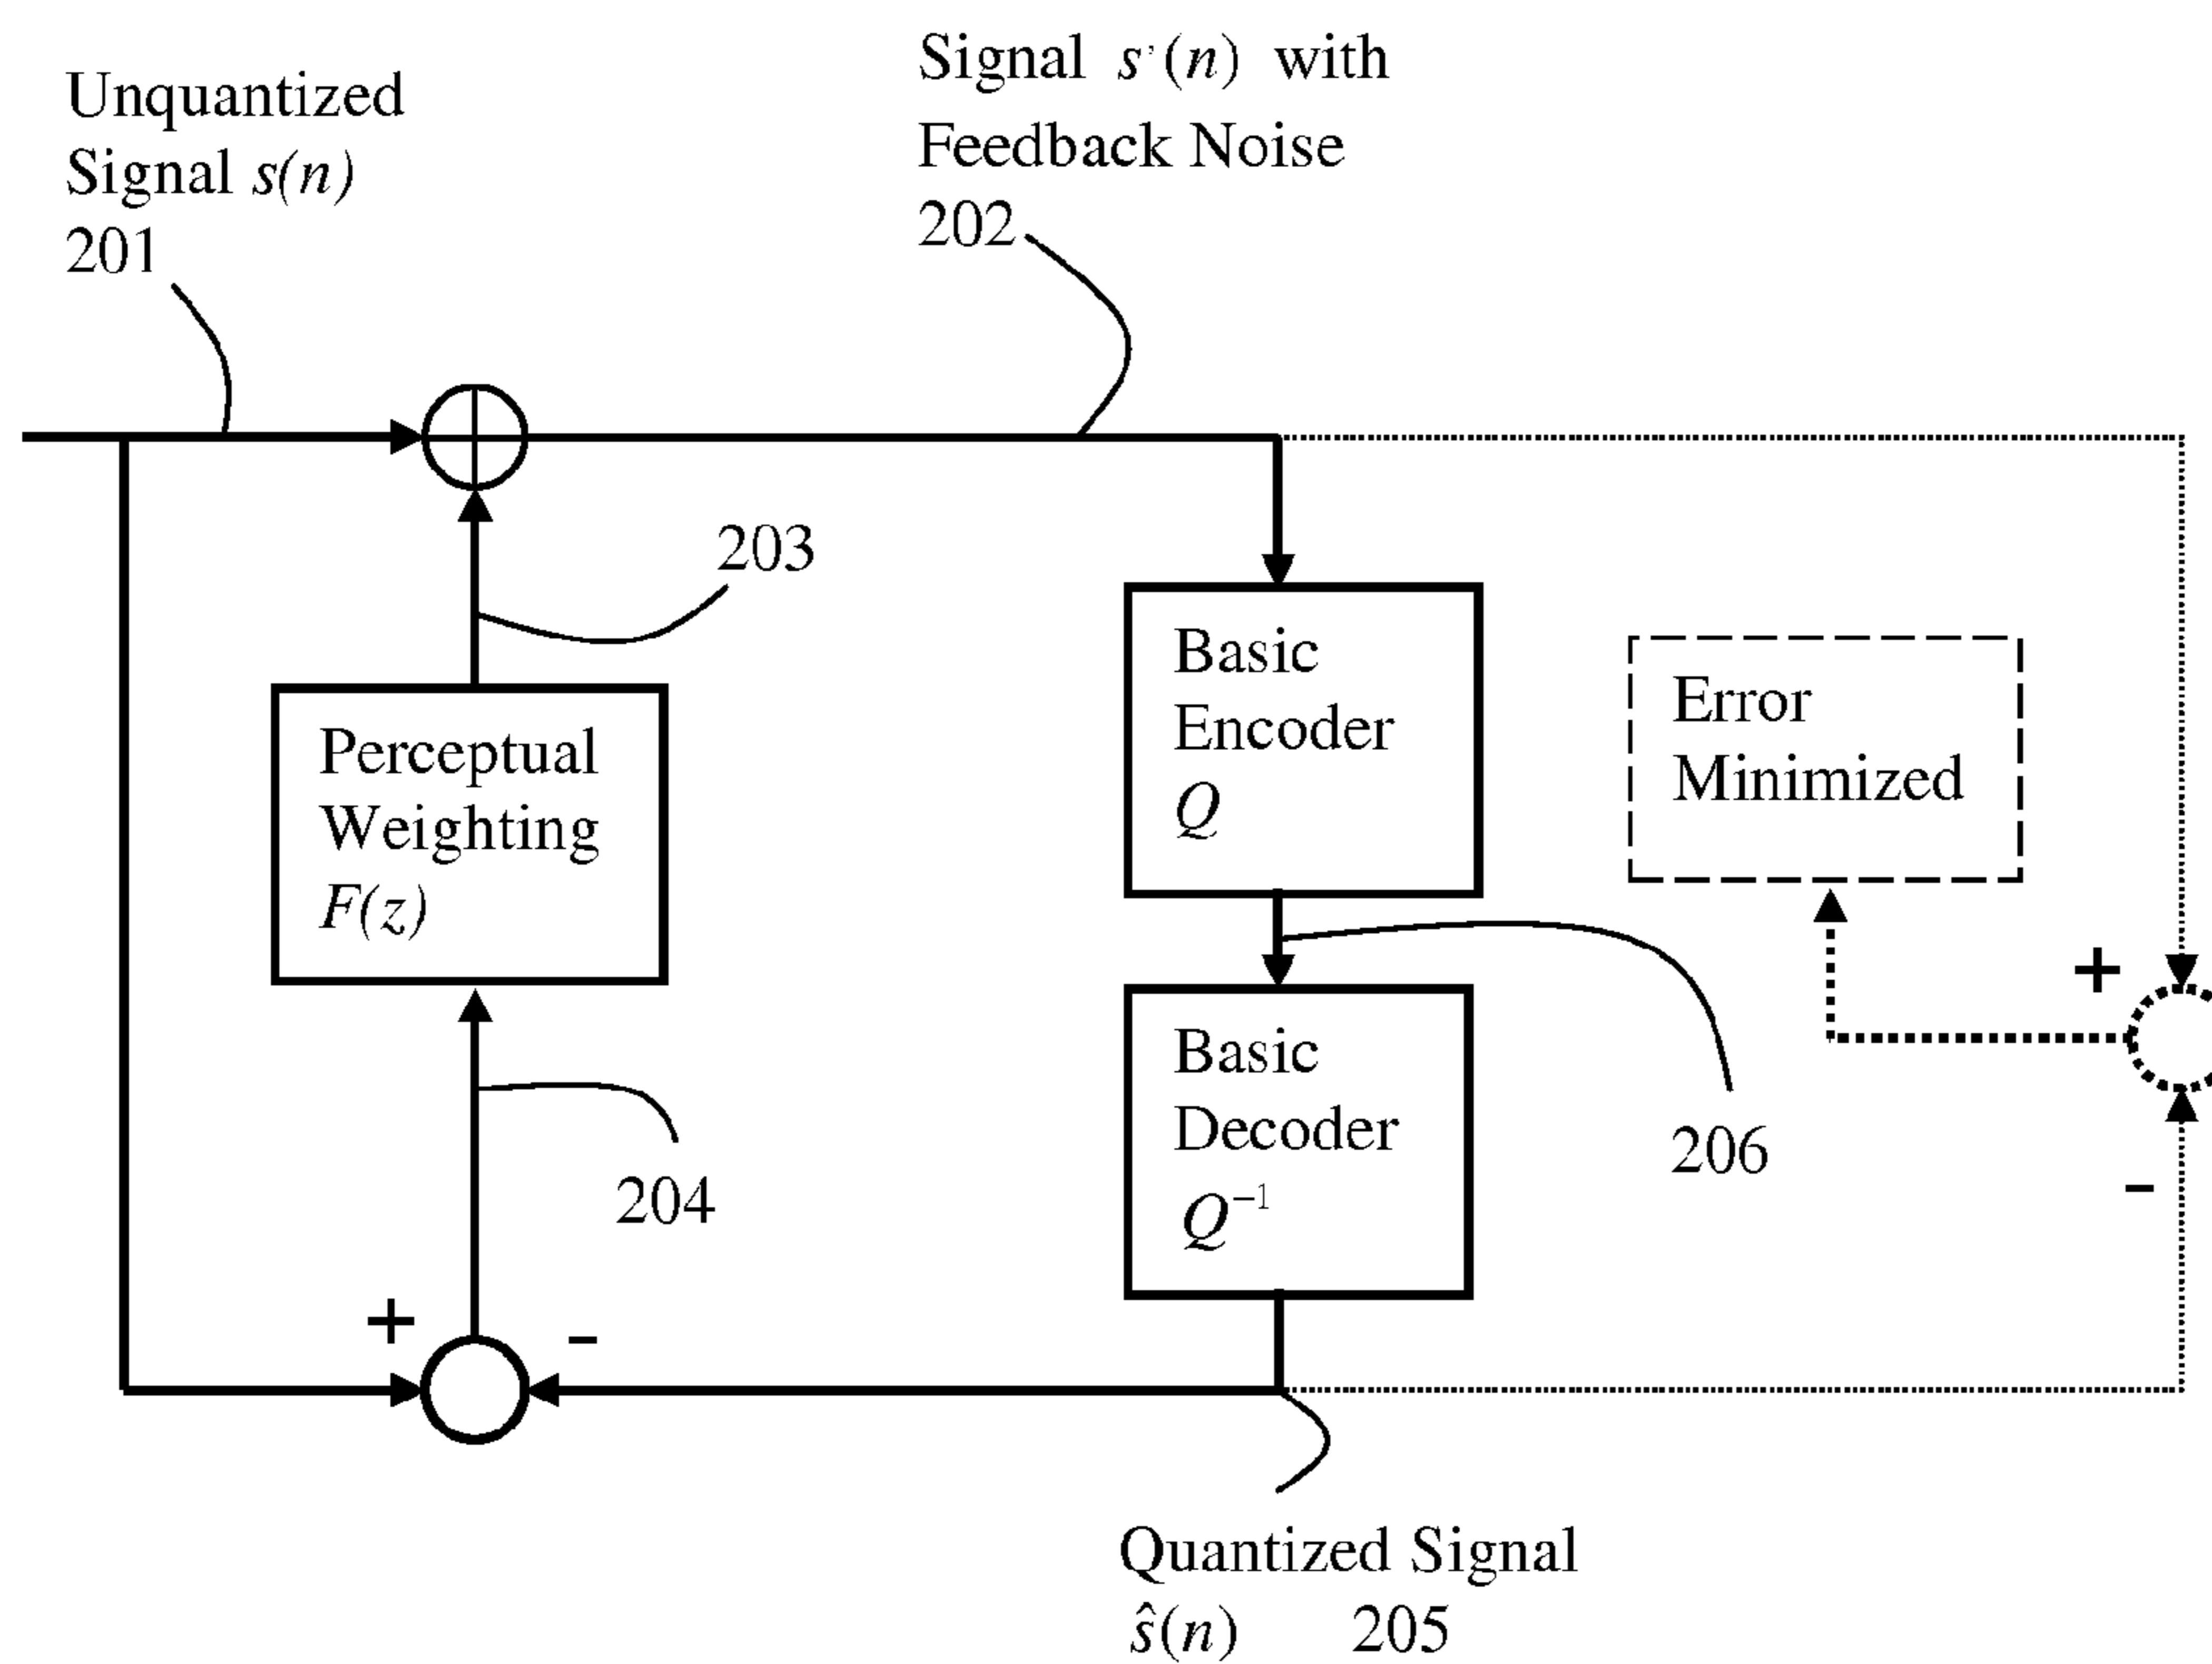 Unquantized
Signal s(n)
201
Signal s'(n) with
Feedback Noise
202
203
Perceptual
Weighting
F(z)
Basic
Encoder
Q
Error
Minimized
+
-
204
Basic
Decoder
Q⁻¹
206
+
-
Quantized Signal
ŝ(n) 205